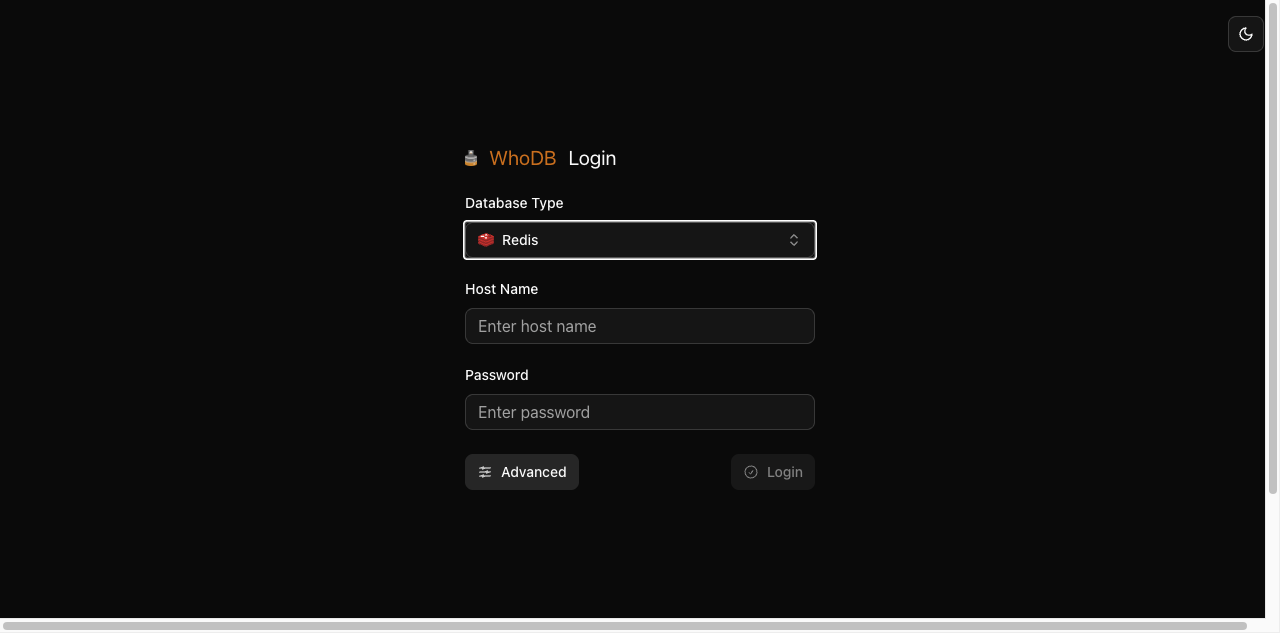 WhoDB Login
Database Type
Redis
Host Name
Enter host name
Password
Enter password
Advanced
Login